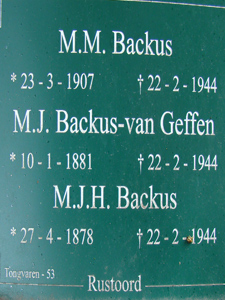 M.M. Backus
* 23 - 3 - 1907 † 22 - 2 - 1944
M.J. Backus-van Geffen
* 10 - 1 - 1881 † 22 - 2 - 1944
M.J.H. Backus
* 27 - 4 - 1878 † 22 - 2 - 1944
Tongvuren - 53
Rustoord